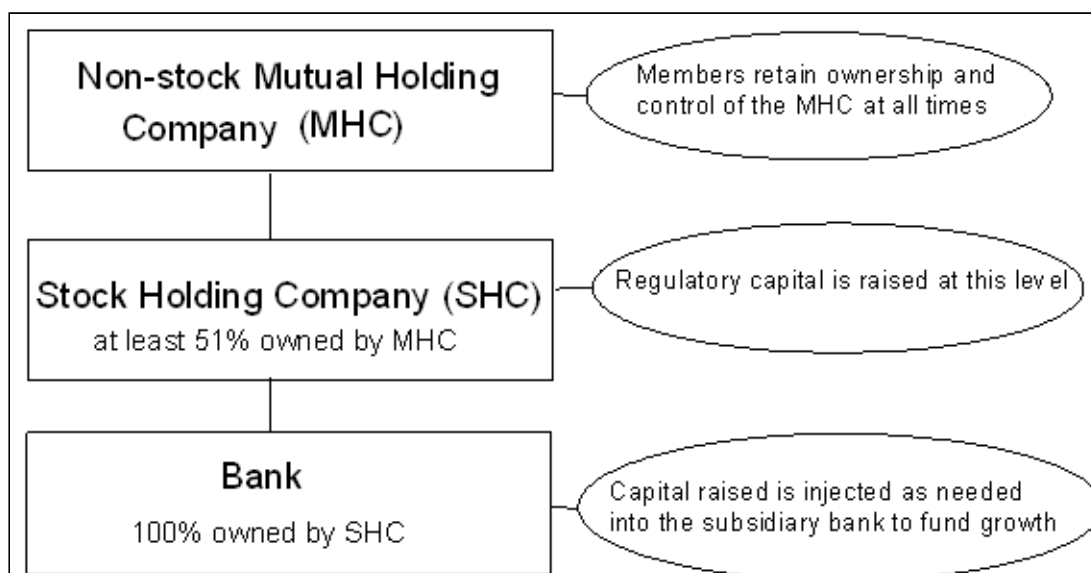 Non-stock Mutual Holding
Company (MHC)
Members retain ownership and
control of the MHC at all times
Stock Holding Company (SHC)
at least 51% owned by MHC
Regulatory capital is raised at this level
Bank
100% owned by SHC
Capital raised is injected as needed
into the subsidiary bank to fund growth